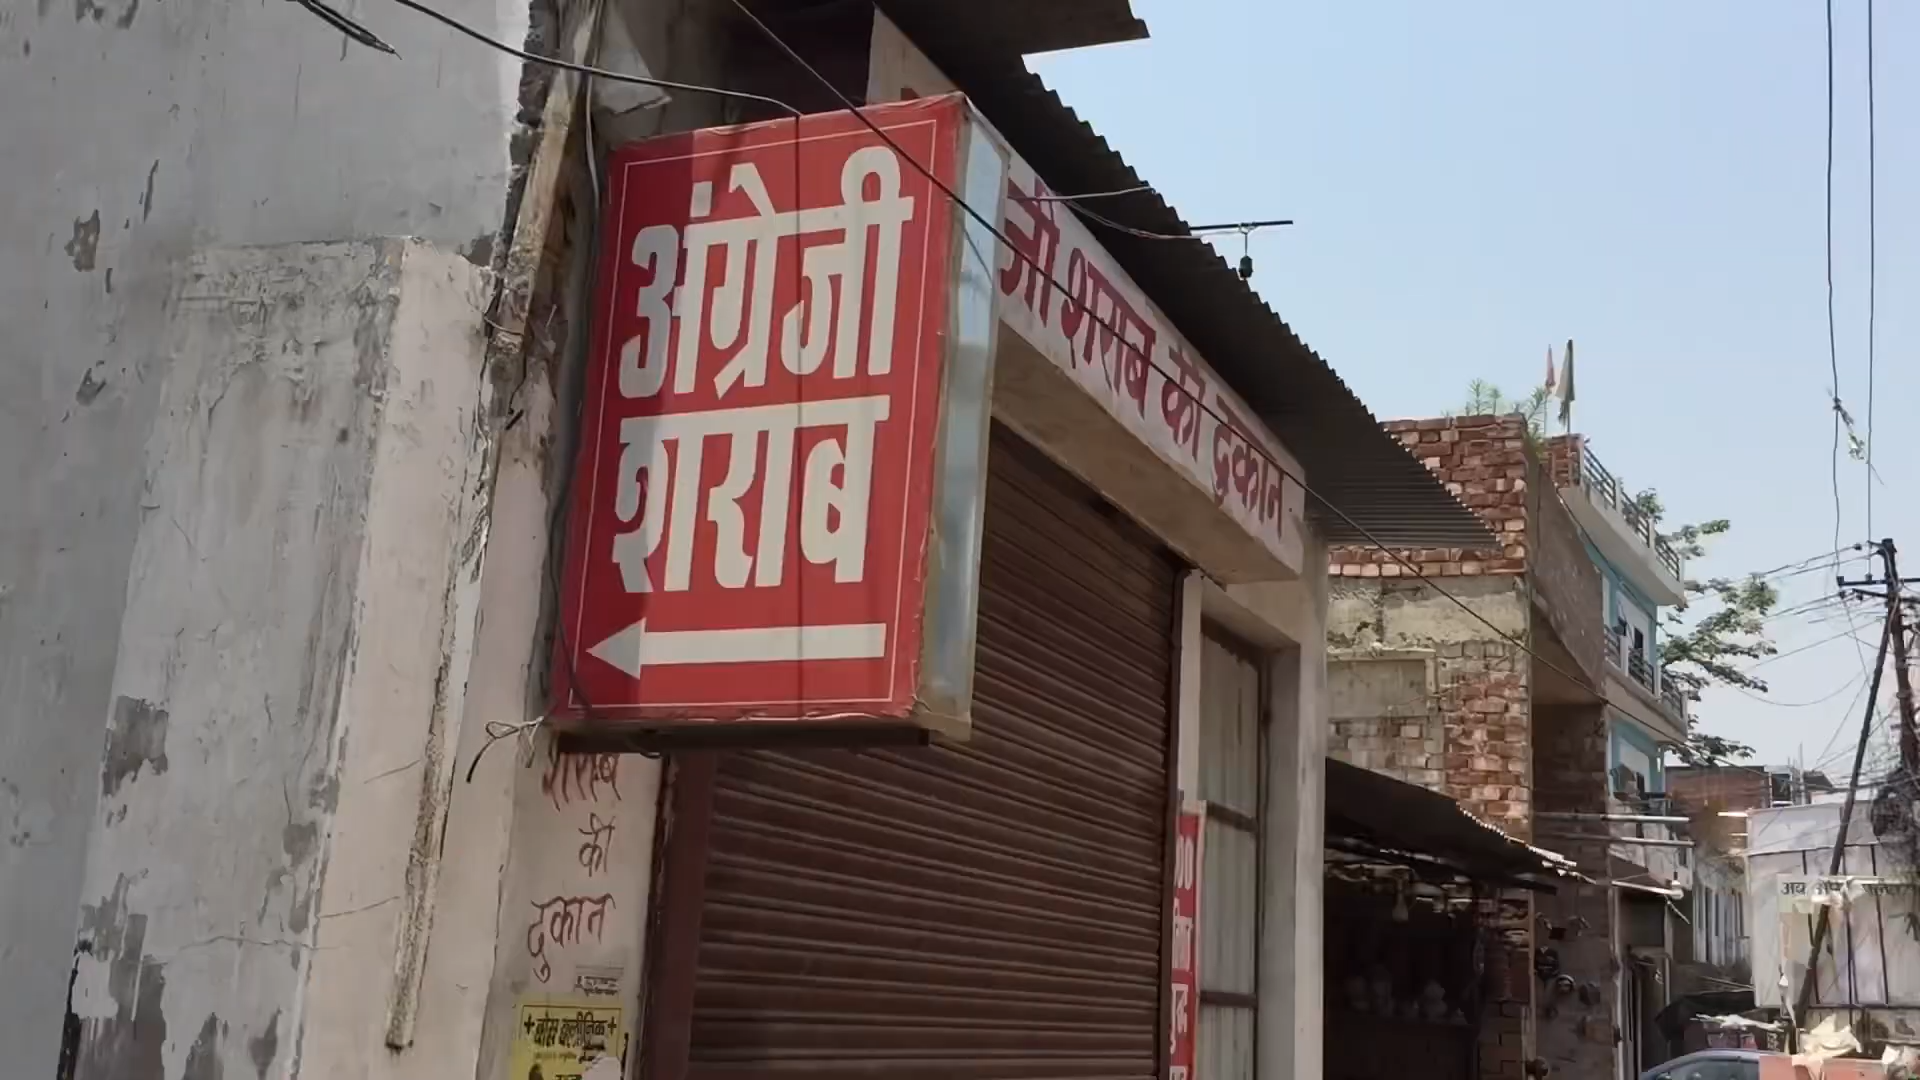 अंग्रेजी
शराब
जी शराब की दुकान
शराब
की
दुकान
+ बोस क्लीनिक +